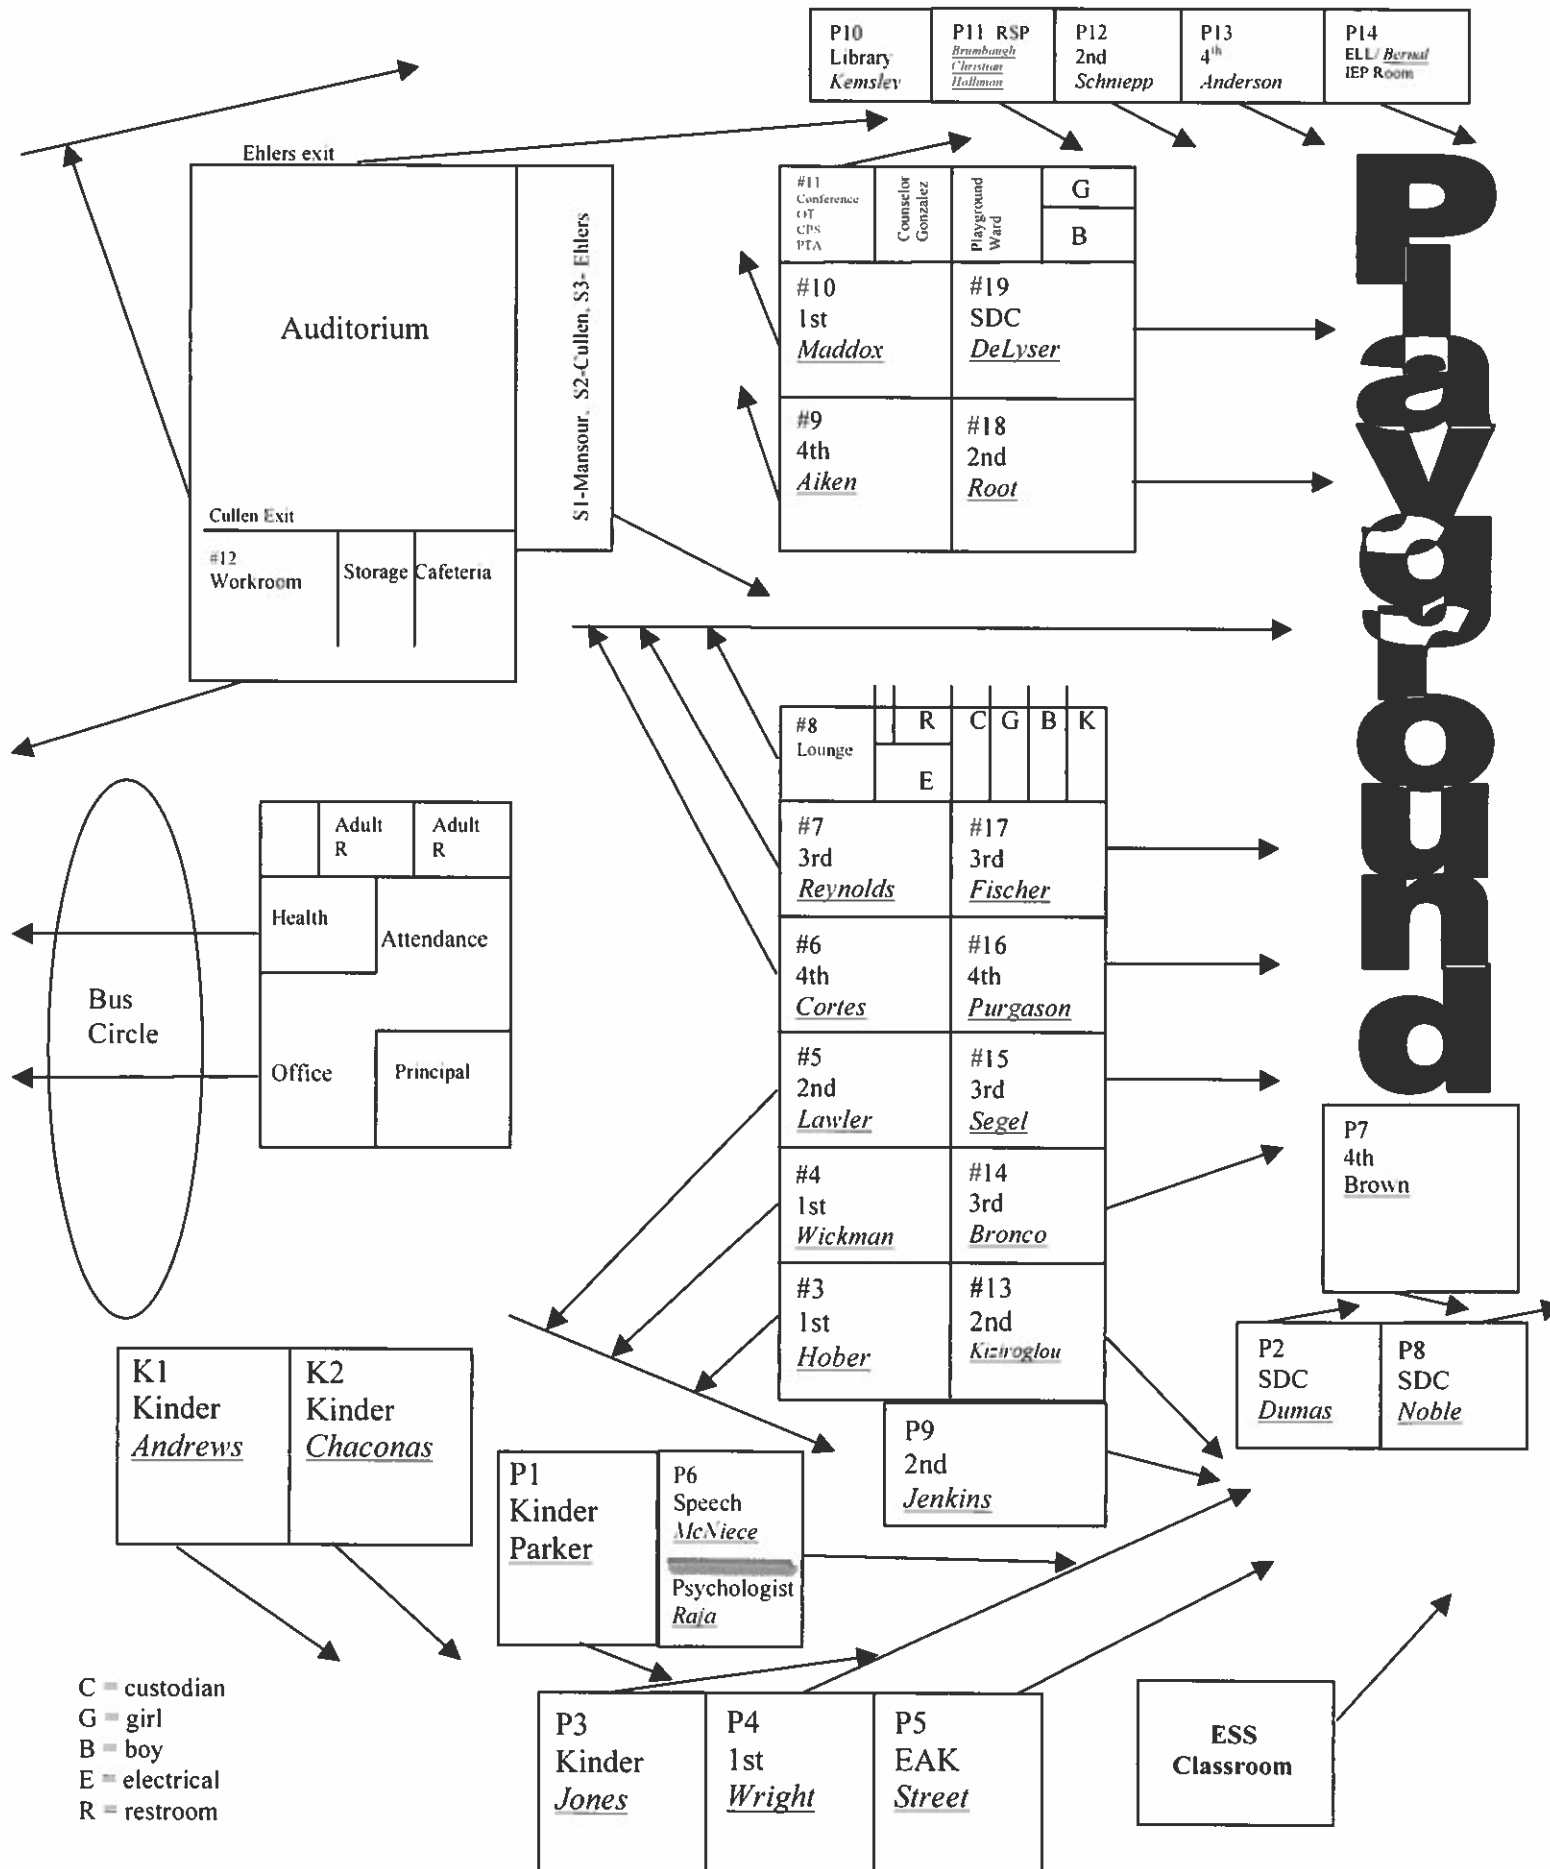 P10
Library
Kemsley
P11 RSP
Brumbaugh
Christian
Hallmon
P12
2nd
Schniepp
P13
4th
Anderson
P14
ELL/ Bernal
IEP Room
Ehlers exit
Auditorium
S1-Mansour, S2-Cullen, S3- Ehlers
Cullen Exit
#12
Workroom
Storage
Cafeteria
#11
Conference
OT
CPS
PTA
Counselor
Gonzalez
Playground
Ward
G
B
#10
1st
Maddox
#19
SDC
DeLyser
#9
4th
Aiken
#18
2nd
Root
Playground
#8
Lounge
R
E
C
G
B
K
#7
3rd
Reynolds
#17
3rd
Fischer
#6
4th
Cortes
#16
4th
Purgason
#5
2nd
Lawler
#15
3rd
Segel
#4
1st
Wickman
#14
3rd
Bronco
#3
1st
Hober
#13
2nd
Kiziroglou
Adult
R
Adult
R
Health
Attendance
Office
Principal
Bus
Circle
P7
4th
Brown
P2
SDC
Dumas
P8
SDC
Noble
K1
Kinder
Andrews
K2
Kinder
Chaconas
P9
2nd
Jenkins
P1
Kinder
Parker
P6
Speech
McNiece
Psychologist
Raja
P3
Kinder
Jones
P4
1st
Wright
P5
EAK
Street
ESS
Classroom
C = custodian
G = girl
B = boy
E = electrical
R = restroom